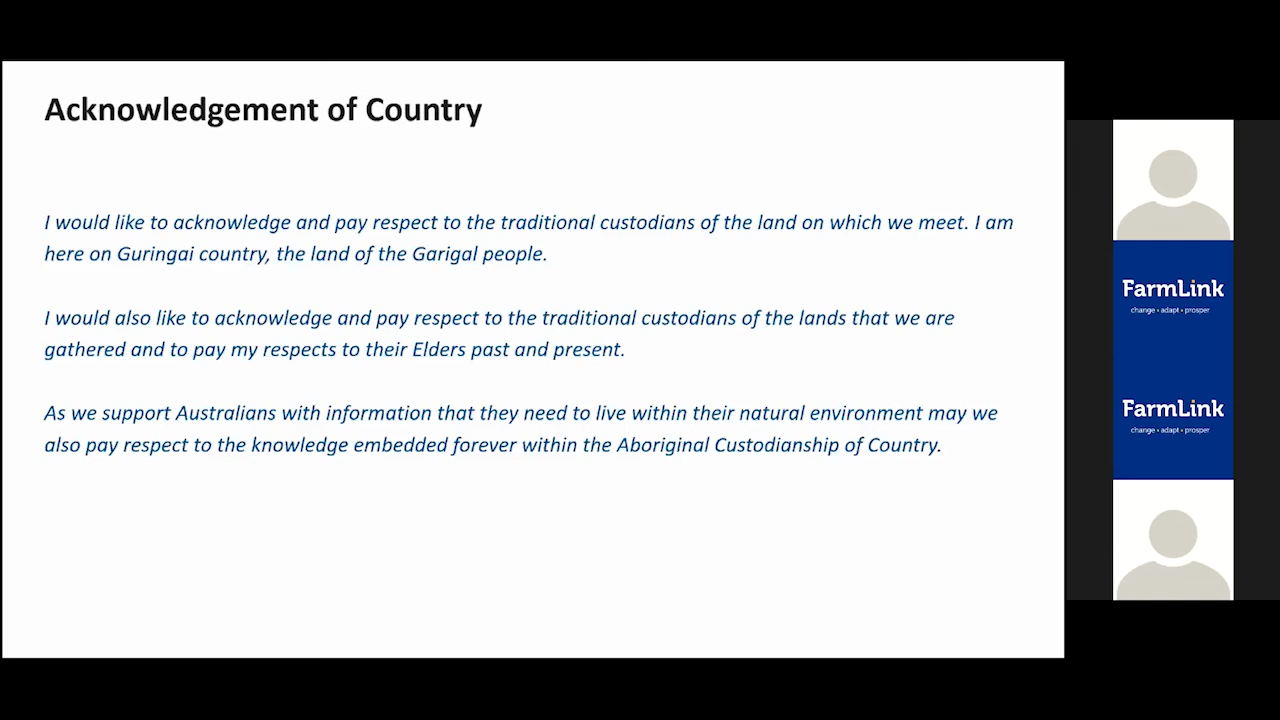 Acknowledgement of Country
I would like to acknowledge and pay respect to the traditional custodians of the land on which we meet. I am
here on Guringai country, the land of the Garigal people.
I would also like to acknowledge and pay respect to the traditional custodians of the lands that we are
gathered and to pay my respects to their Elders past and present.
As we support Australians with information that they need to live within their natural environment may we
also pay respect to the knowledge embedded forever within the Aboriginal Custodianship of Country.
FarmLink
change • adapt • prosper
FarmLink
change • adapt • prosper